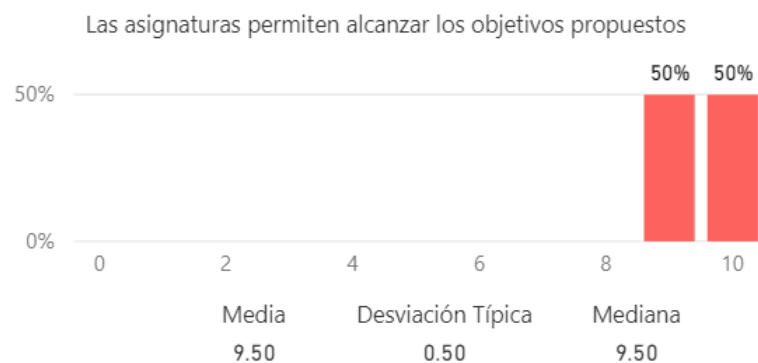 Las asignaturas permiten alcanzar los objetivos propuestos
50% 50%
50%
0%
0 2 4 6 8 10
Media Desviación Típica Mediana
9.50 0.50 9.50